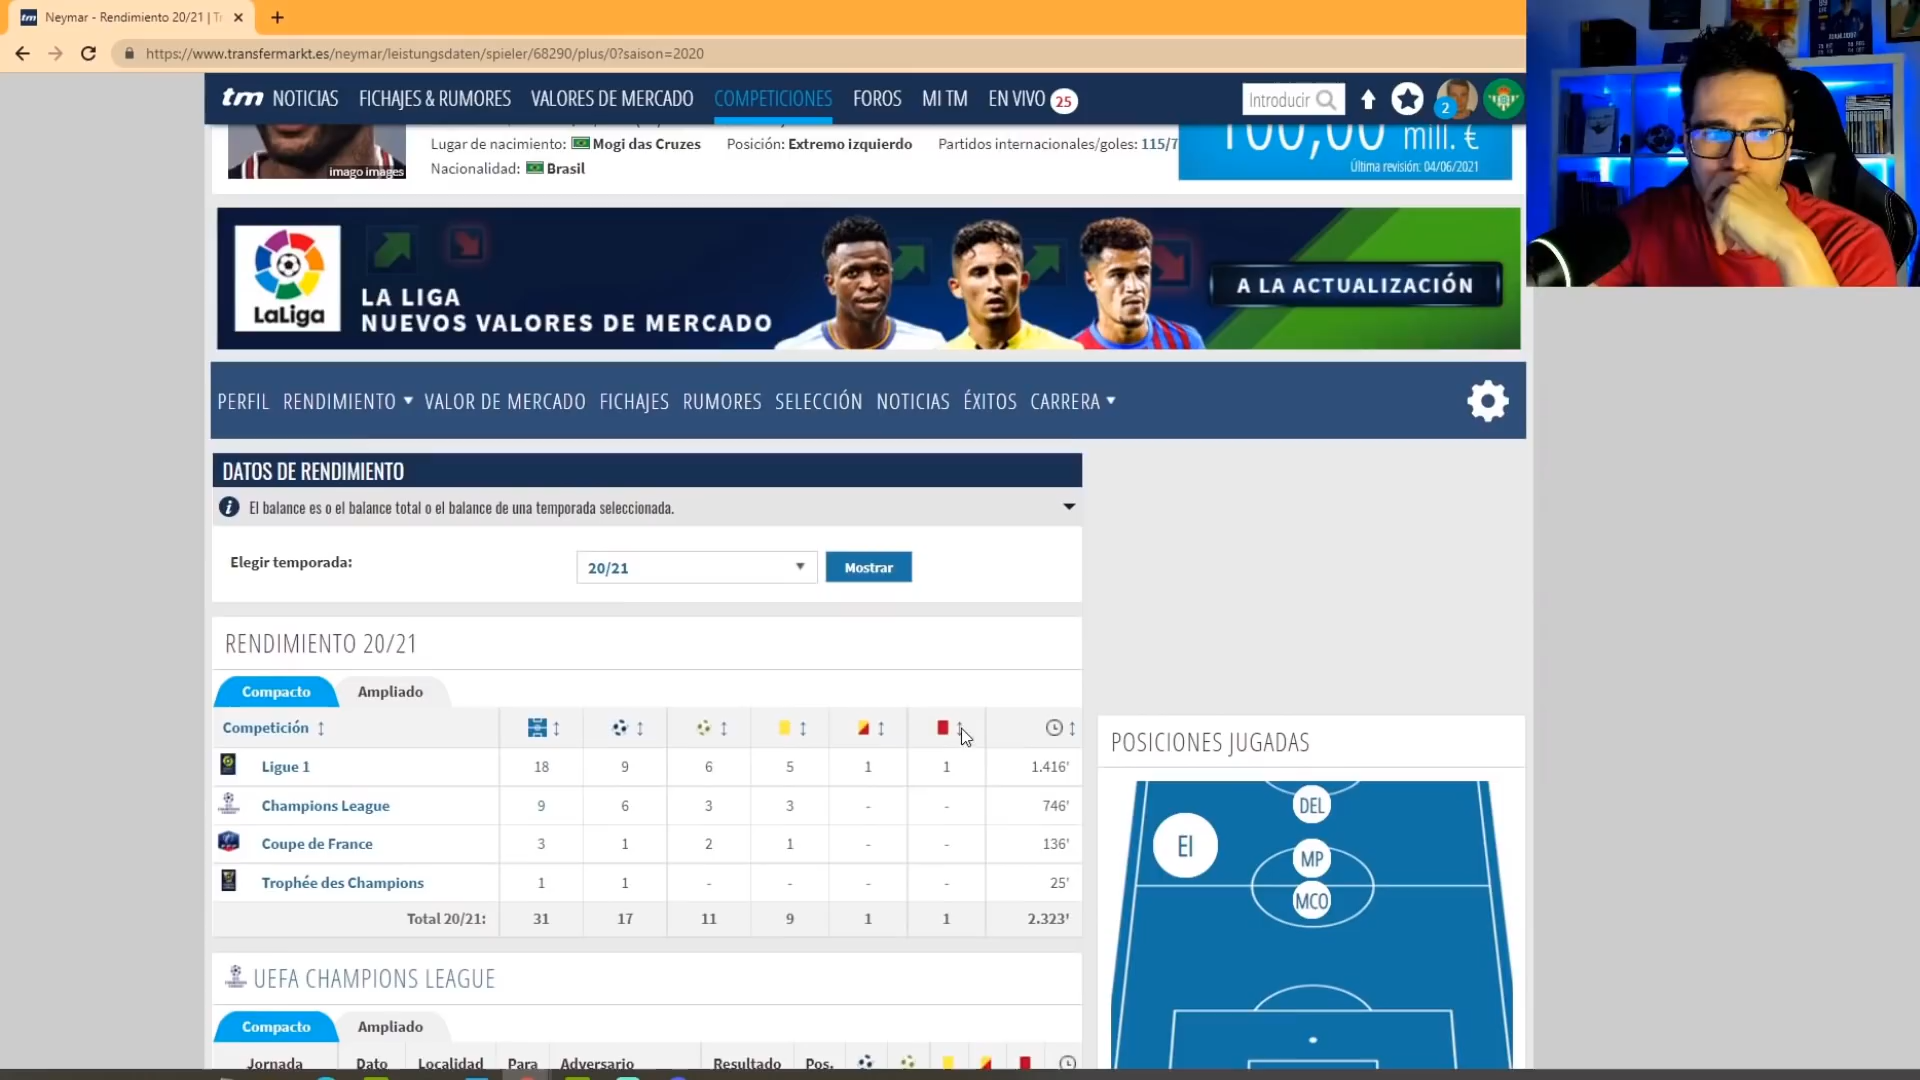 tm Neymar - Rendimiento 20/21 | Tr × +
https://www.transfermarkt.es/neymar/leistungsdaten/spieler/68290/plus/0?saison=2020
tm NOTICIAS FICHAJES & RUMORES VALORES DE MERCADO COMPETICIONES FOROS MI TM EN VIVO 25 Introducir 2
Lugar de nacimiento: Mogi das Cruzes Posición: Extremo izquierdo Partidos internacionales/goles: 115/7
Nacionalidad: Brasil
imago images
100,00 mill. €
Última revisión: 04/06/2021
LaLiga
LA LIGA
NUEVOS VALORES DE MERCADO
A LA ACTUALIZACIÓN
PERFIL RENDIMIENTO VALOR DE MERCADO FICHAJES RUMORES SELECCIÓN NOTICIAS ÉXITOS CARRERA
DATOS DE RENDIMIENTO
i El balance es o el balance total o el balance de una temporada seleccionada.
Elegir temporada: 20/21 Mostrar
RENDIMIENTO 20/21
Compacto Ampliado
Competición
Ligue 1 18 9 6 5 1 1 1.416'
Champions League 9 6 3 3 - - 746'
Coupe de France 3 1 2 1 - - 136'
Trophée des Champions 1 1 - - - - 25'
Total 20/21: 31 17 11 9 1 1 2.323'
POSICIONES JUGADAS
DEL
EI
MP
MCO
UEFA CHAMPIONS LEAGUE
Compacto Ampliado
Jornada Dato Localidad Para Adversario Resultado Pos.